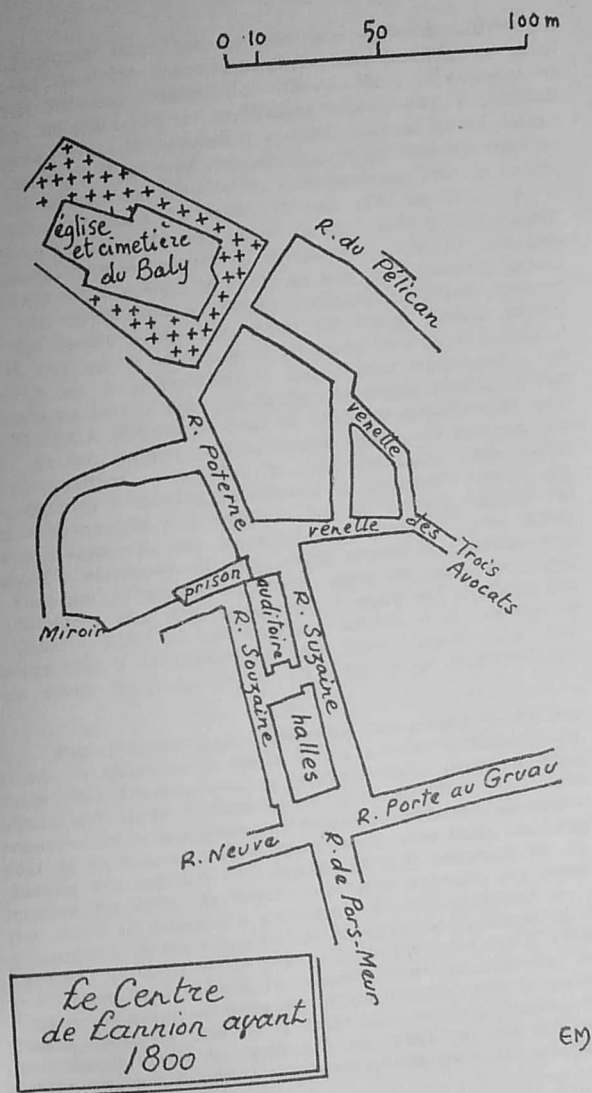 0 10 50 100 m
église
et cimetière
du Baly
R. du Pélican
R. Poterne
venelle
venelle des Trois
Avocats
prison
auditoire
R. Suzaine
R. Souzaine
Miroir
halles
R. Porte au Gruau
R. Neuve
R. de Pors-Meur
Le Centre
de Lannion avant
1800
EM